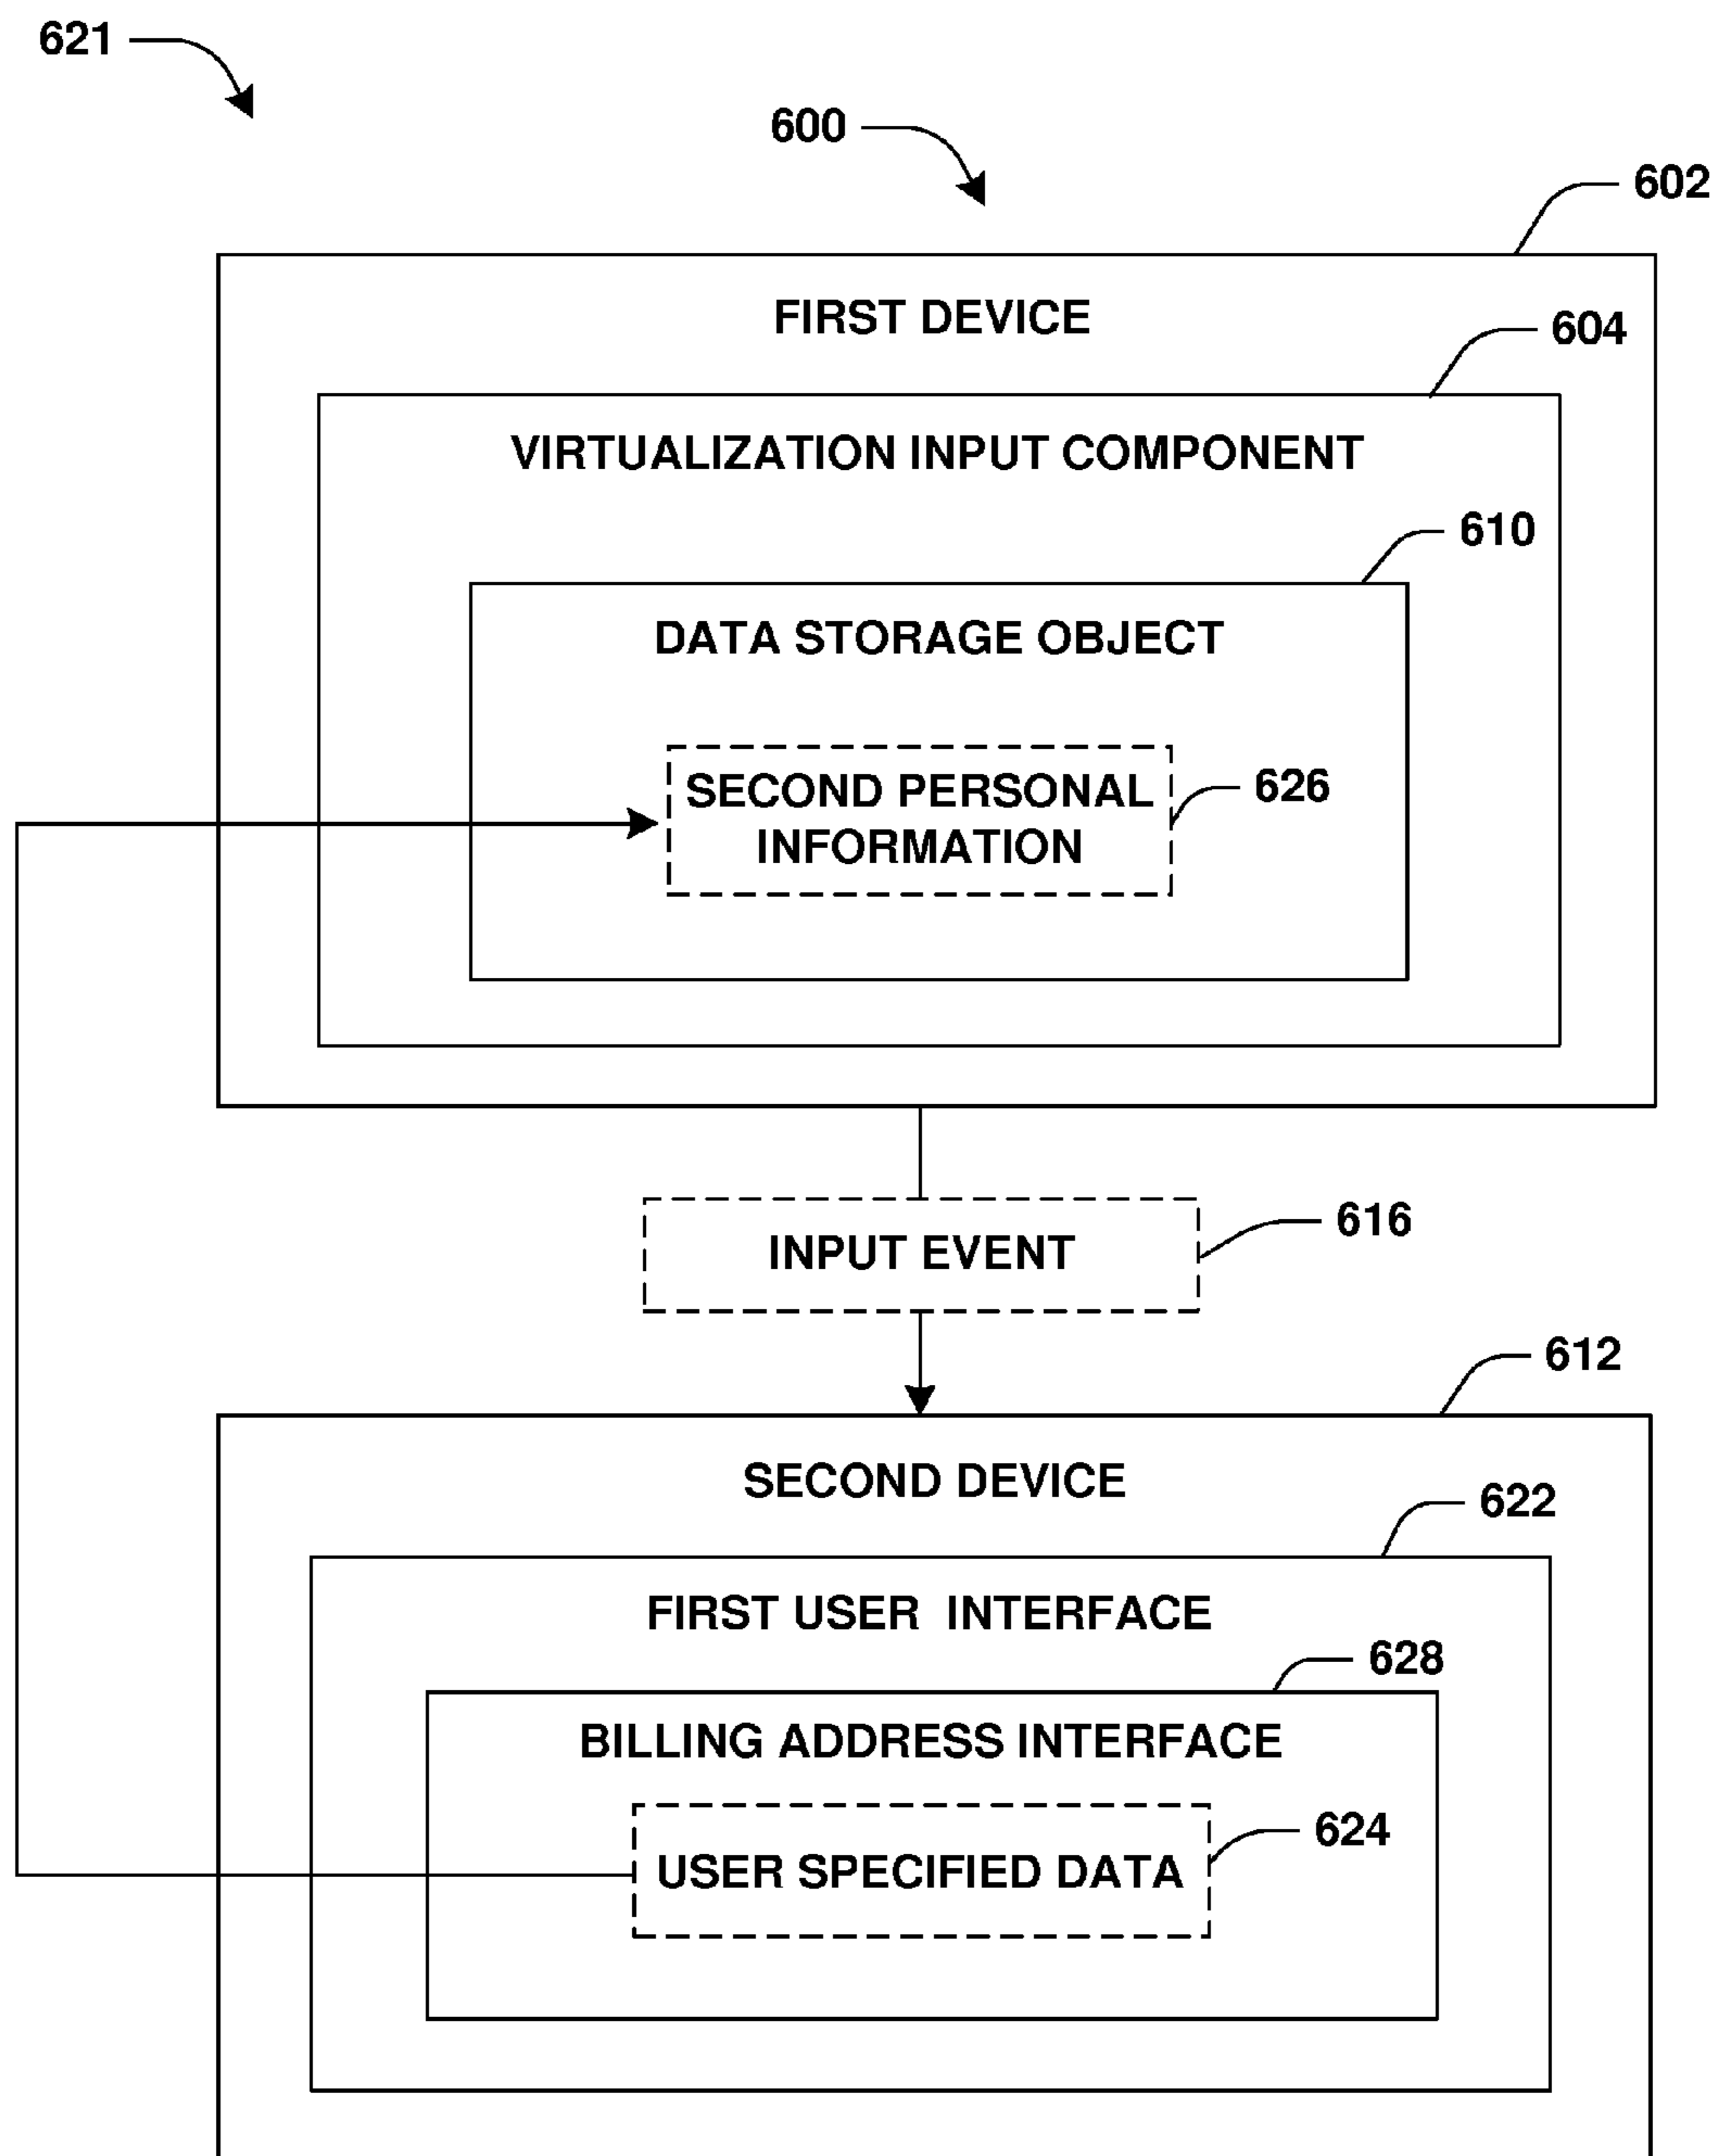 621
600
602
FIRST DEVICE
604
VIRTUALIZATION INPUT COMPONENT
610
DATA STORAGE OBJECT
SECOND PERSONAL
INFORMATION
626
616
INPUT EVENT
612
SECOND DEVICE
622
FIRST USER INTERFACE
628
BILLING ADDRESS INTERFACE
624
USER SPECIFIED DATA